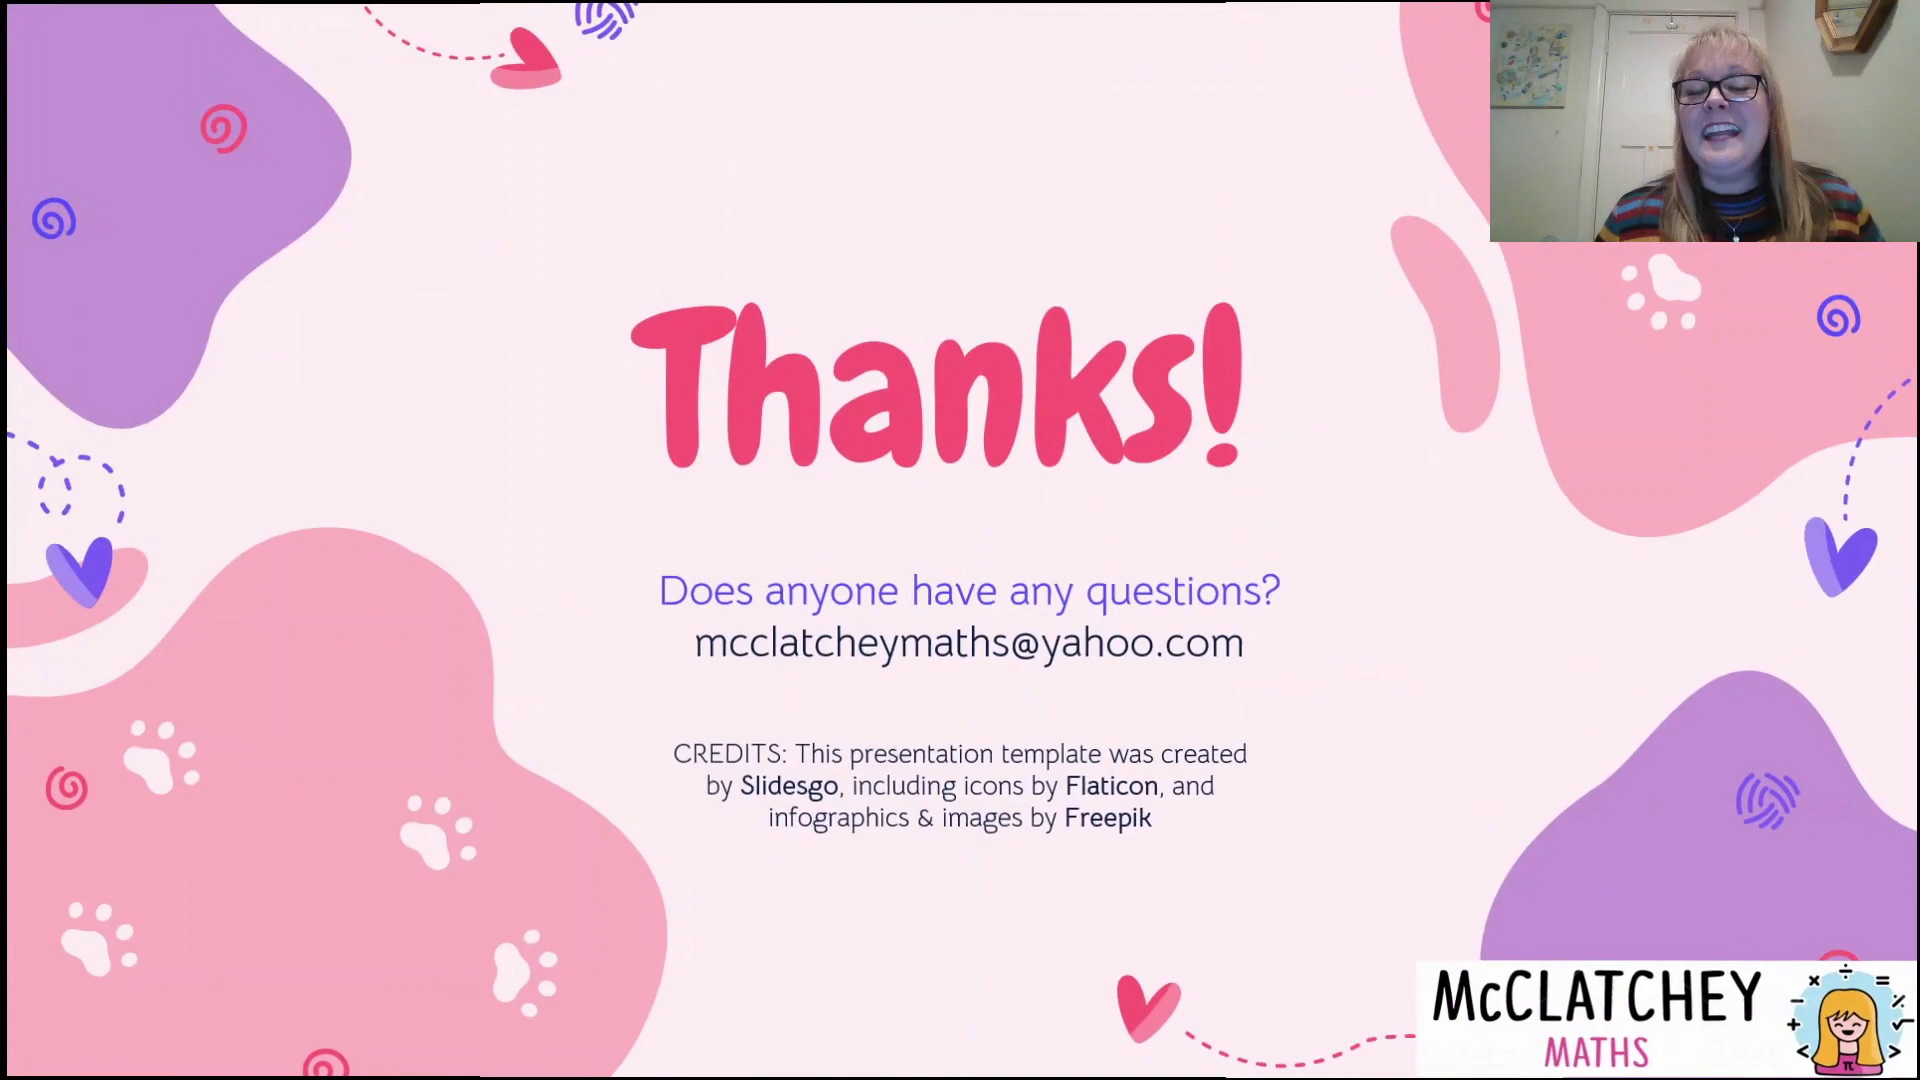 Thanks!
Does anyone have any questions?
mcclatcheymaths@yahoo.com
CREDITS: This presentation template was created
by Slidesgo, including icons by Flaticon, and
infographics & images by Freepik
McCLATCHEY
MATHS